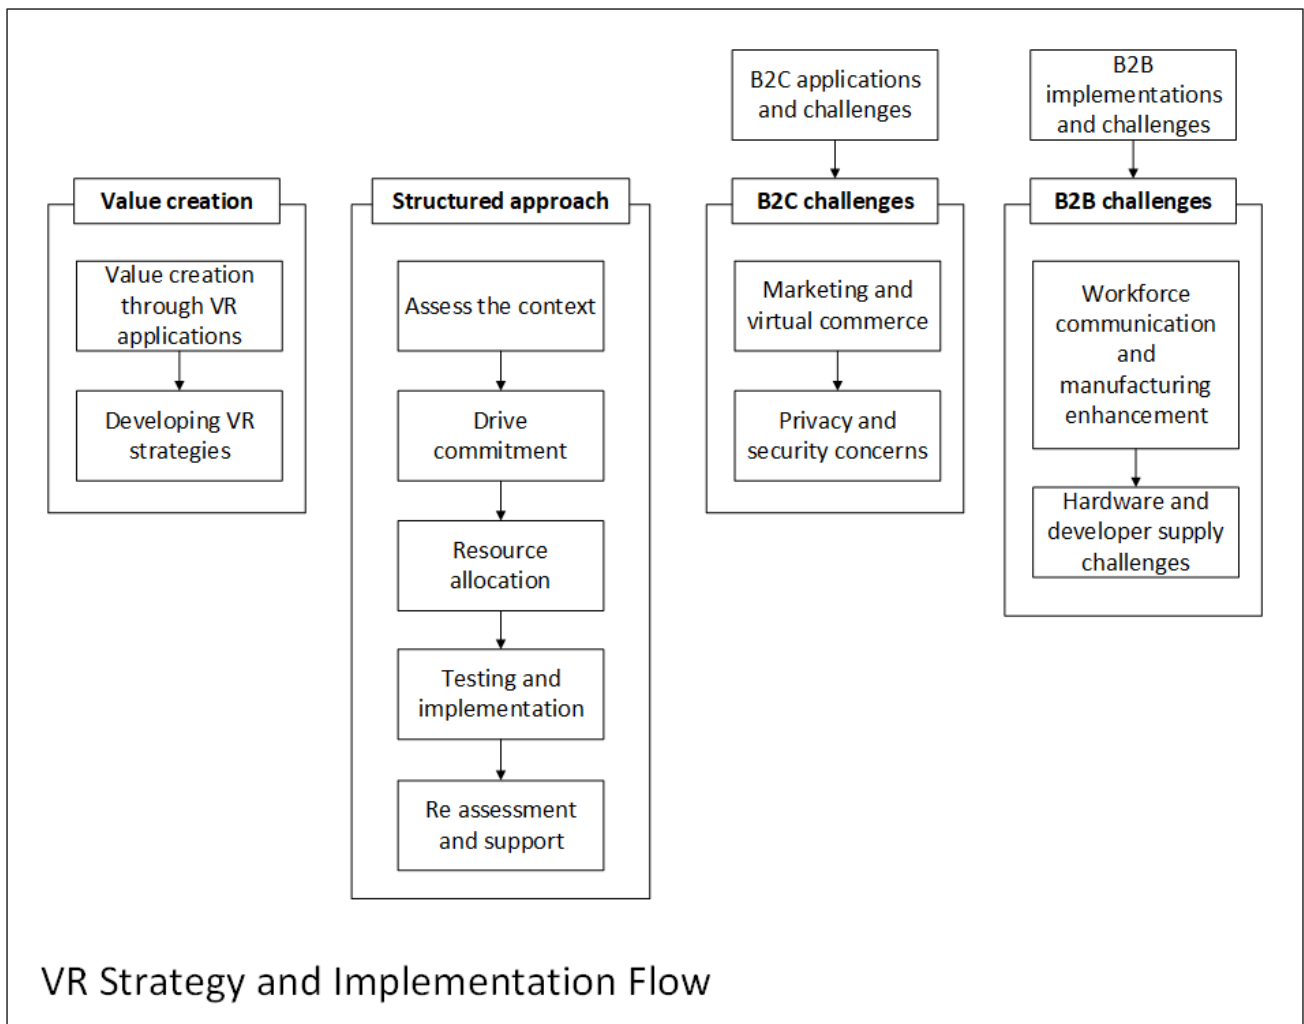 Value creation
Value creation
through VR
applications
Developing VR
strategies
Structured approach
Assess the context
Drive
commitment
Resource
allocation
Testing and
implementation
Re assessment
and support
B2C applications
and challenges
B2C challenges
Marketing and
virtual commerce
Privacy and
security concerns
B2B
implementations
and challenges
B2B challenges
Workforce
communication
and
manufacturing
enhancement
Hardware and
developer supply
challenges
VR Strategy and Implementation Flow